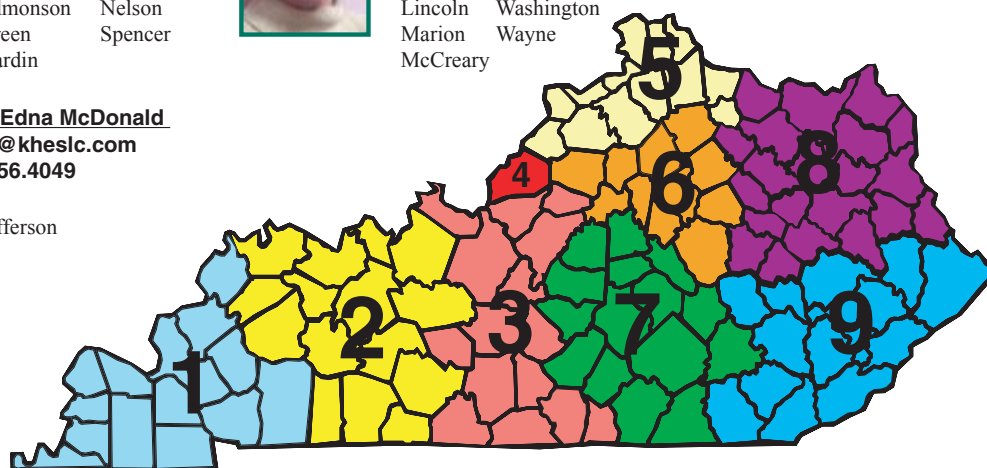 Nelson
Spencer
Edna McDonald
@kheslc.com
Lincoln Washington
Marion Wayne
McCreary
1
2
3
4
5
6
7
8
9